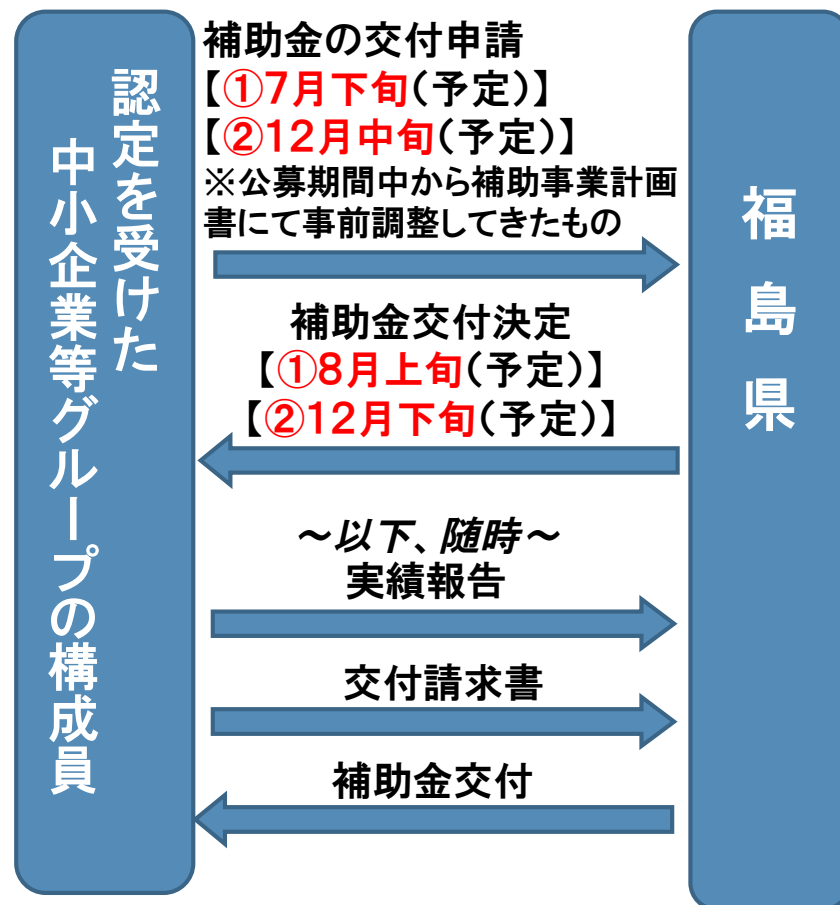 認定を受けた
中小企業等グループの構成員
補助金の交付申請
【①7月下旬(予定)】
【②12月中旬(予定)】
※公募期間中から補助事業計画
書にて事前調整してきたもの
補助金交付決定
【①8月上旬(予定)】
【②12月下旬(予定)】
~以下、随時~
実績報告
交付請求書
補助金交付
福島県